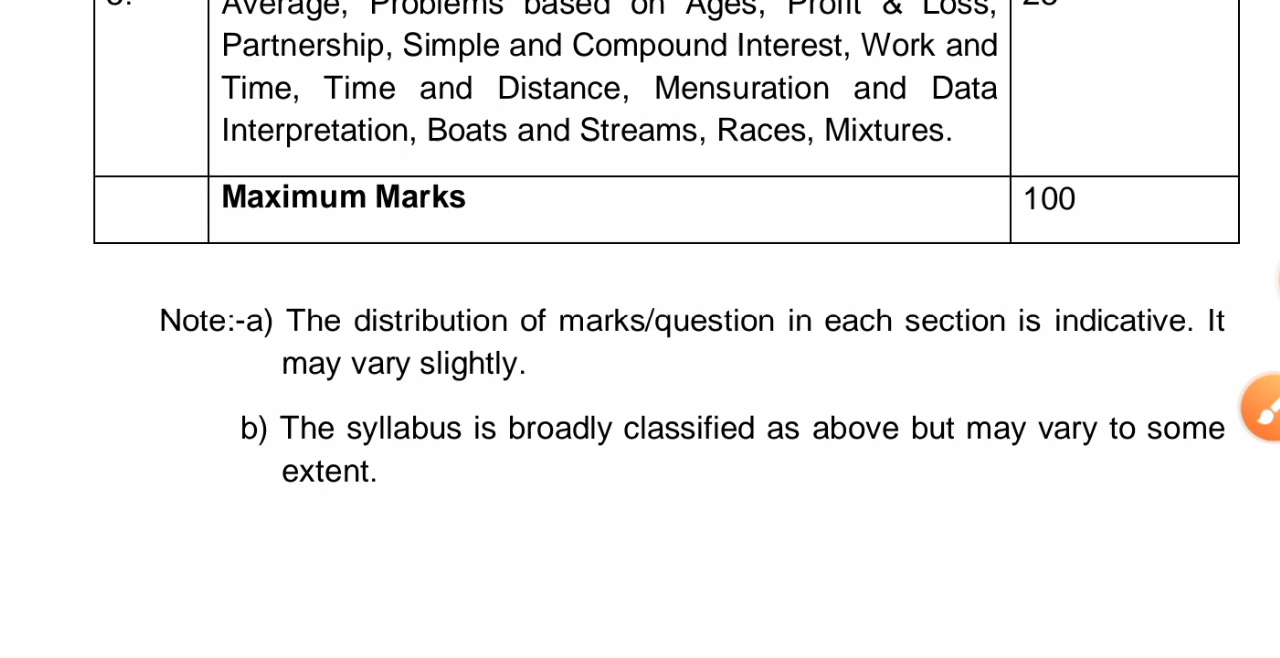 Average, Problems based on Ages, Profit & Loss,
Partnership, Simple and Compound Interest, Work and
Time, Time and Distance, Mensuration and Data
Interpretation, Boats and Streams, Races, Mixtures.
Maximum Marks 100
Note:-a) The distribution of marks/question in each section is indicative. It
may vary slightly.
b) The syllabus is broadly classified as above but may vary to some
extent.